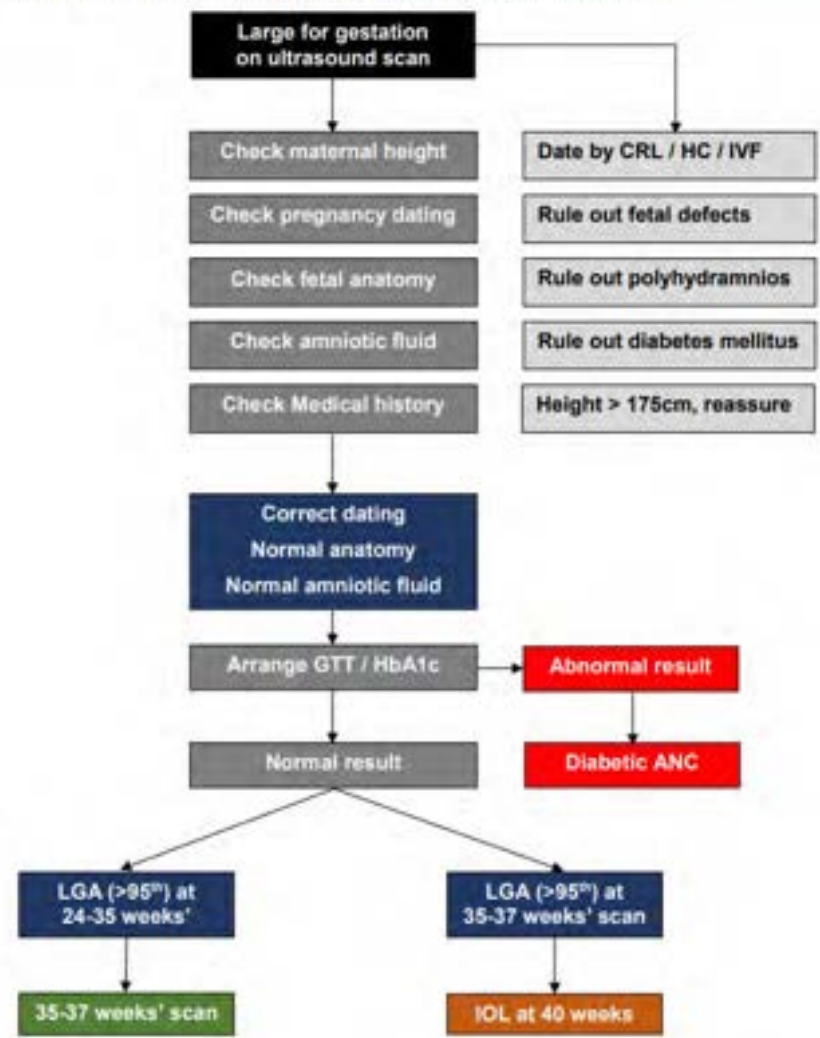 Large for gestation
on ultrasound scan
Check maternal height
Date by CRL / HC / IVF
Check pregnancy dating
Rule out fetal defects
Check fetal anatomy
Rule out polyhydramnios
Check amniotic fluid
Rule out diabetes mellitus
Check Medical history
Height > 175cm, reassure
Correct dating
Normal anatomy
Normal amniotic fluid
Arrange GTT / HbA1c
Abnormal result
Normal result
Diabetic ANC
LGA (>95th) at
24-35 weeks'
LGA (>95th) at
35-37 weeks' scan
35-37 weeks' scan
IOL at 40 weeks